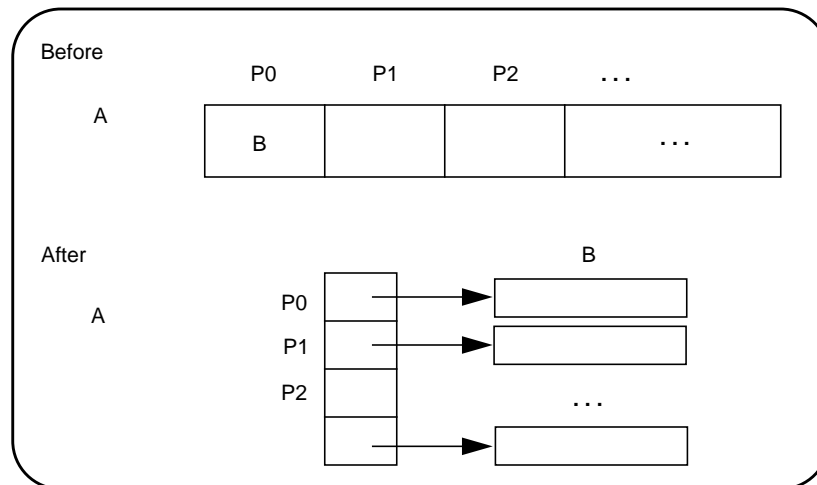 Before
P0 P1 P2 ...
A
B ...
After B
P0
A
P1
P2
...